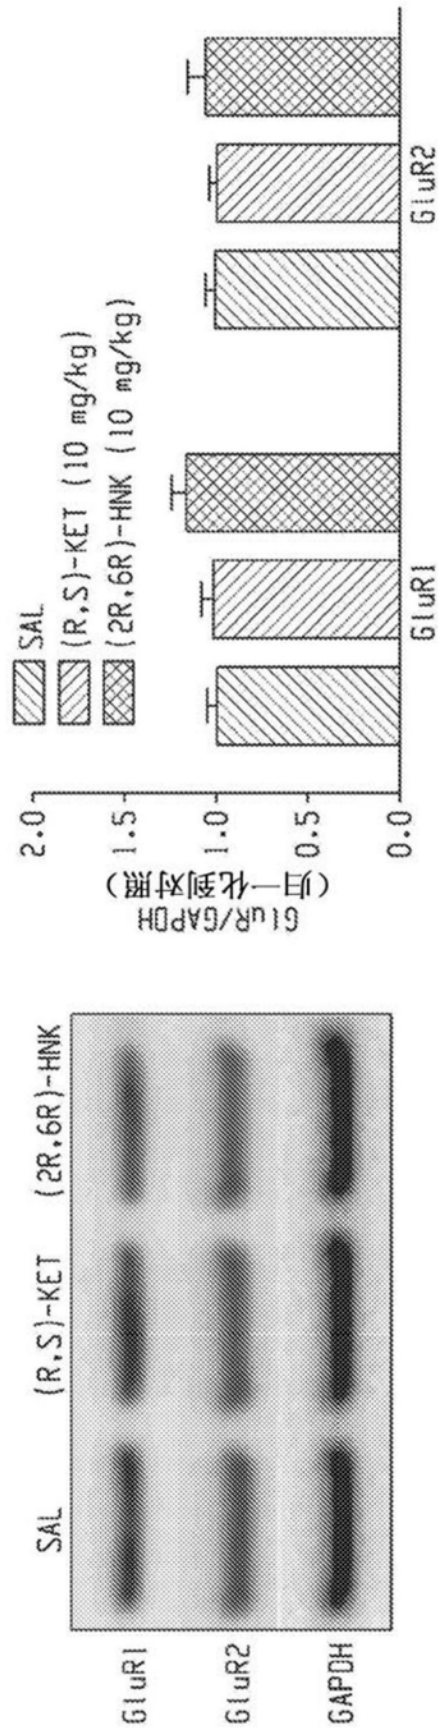 SAL
(R,S)-KET
(2R,6R)-HNK
GluR1
GluR2
GAPDH
GluR/GAPDH
(归一化到对照)
2.0
1.5
1.0
0.5
0.0
SAL
(R,S)-KET (10 mg/kg)
(2R,6R)-HNK (10 mg/kg)
GluR1
GluR2